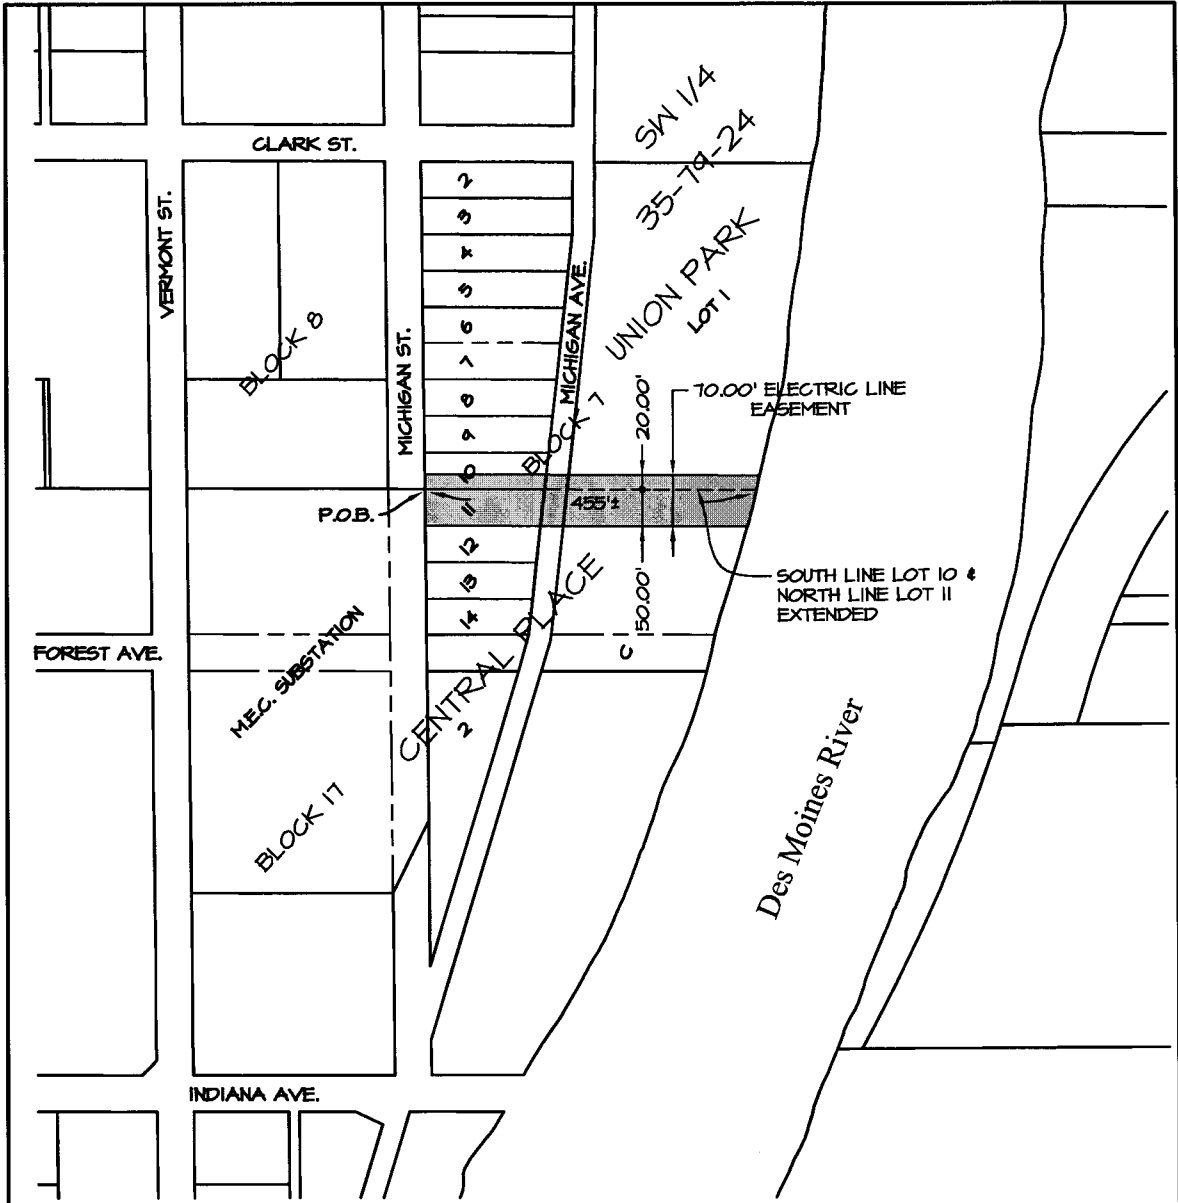 CLARK ST.
SW 1/4
35-79-24
UNION PARK
LOT 1
VERMONT ST.
MICHIGAN ST.
MICHIGAN AVE.
2
3
4
5
6
7
8
9
10
11
12
13
14
BLOCK 8
BLOCK 7
20.00'
70.00' ELECTRIC LINE
EASEMENT
P.O.B.
455'±
50.00'
SOUTH LINE LOT 10 &
NORTH LINE LOT 11
EXTENDED
FOREST AVE.
M.E.C. SUBSTATION
CENTRAL PLACE
C
2
BLOCK 17
Des Moines River
INDIANA AVE.